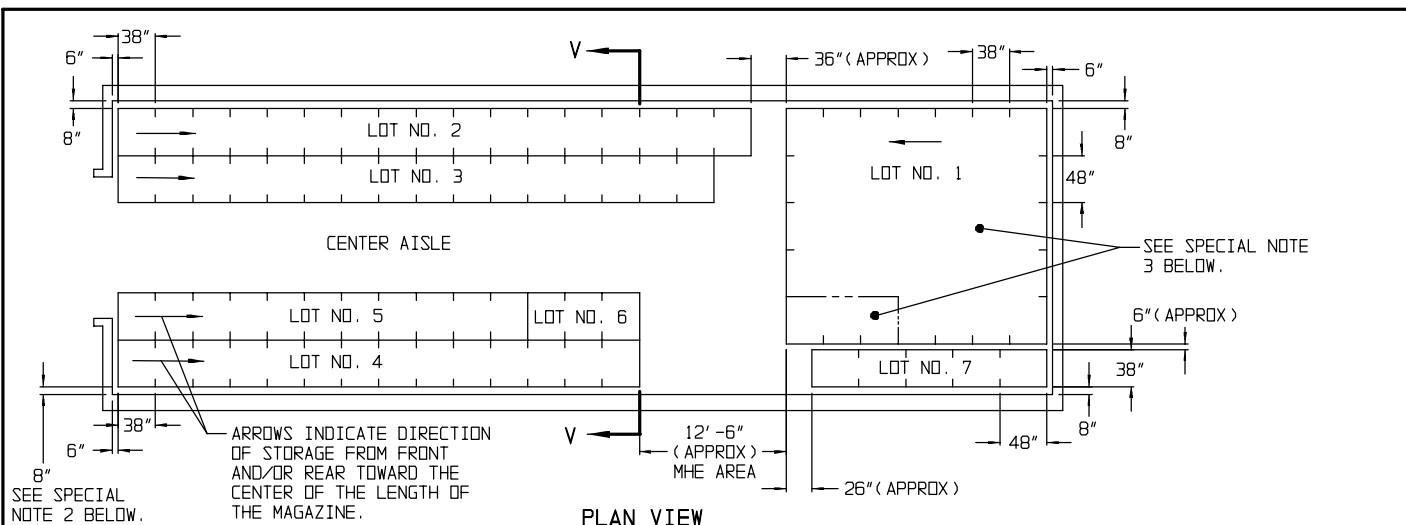 38"
6"
V
36"(APPROX)
38"
6"
8"
LOT NO. 2
8"
LOT NO. 3
LOT NO. 1
48"
CENTER AISLE
SEE SPECIAL NOTE
3 BELOW.
LOT NO. 5
LOT NO. 6
6"(APPROX)
LOT NO. 4
LOT NO. 7
38"
8"
38"
6"
8"
SEE SPECIAL
NOTE 2 BELOW.
ARROWS INDICATE DIRECTION
OF STORAGE FROM FRONT
AND/OR REAR TOWARD THE
CENTER OF THE LENGTH OF
THE MAGAZINE.
V
12'-6"
(APPROX)
MHE AREA
48"
26"(APPROX)
PLAN VIEW